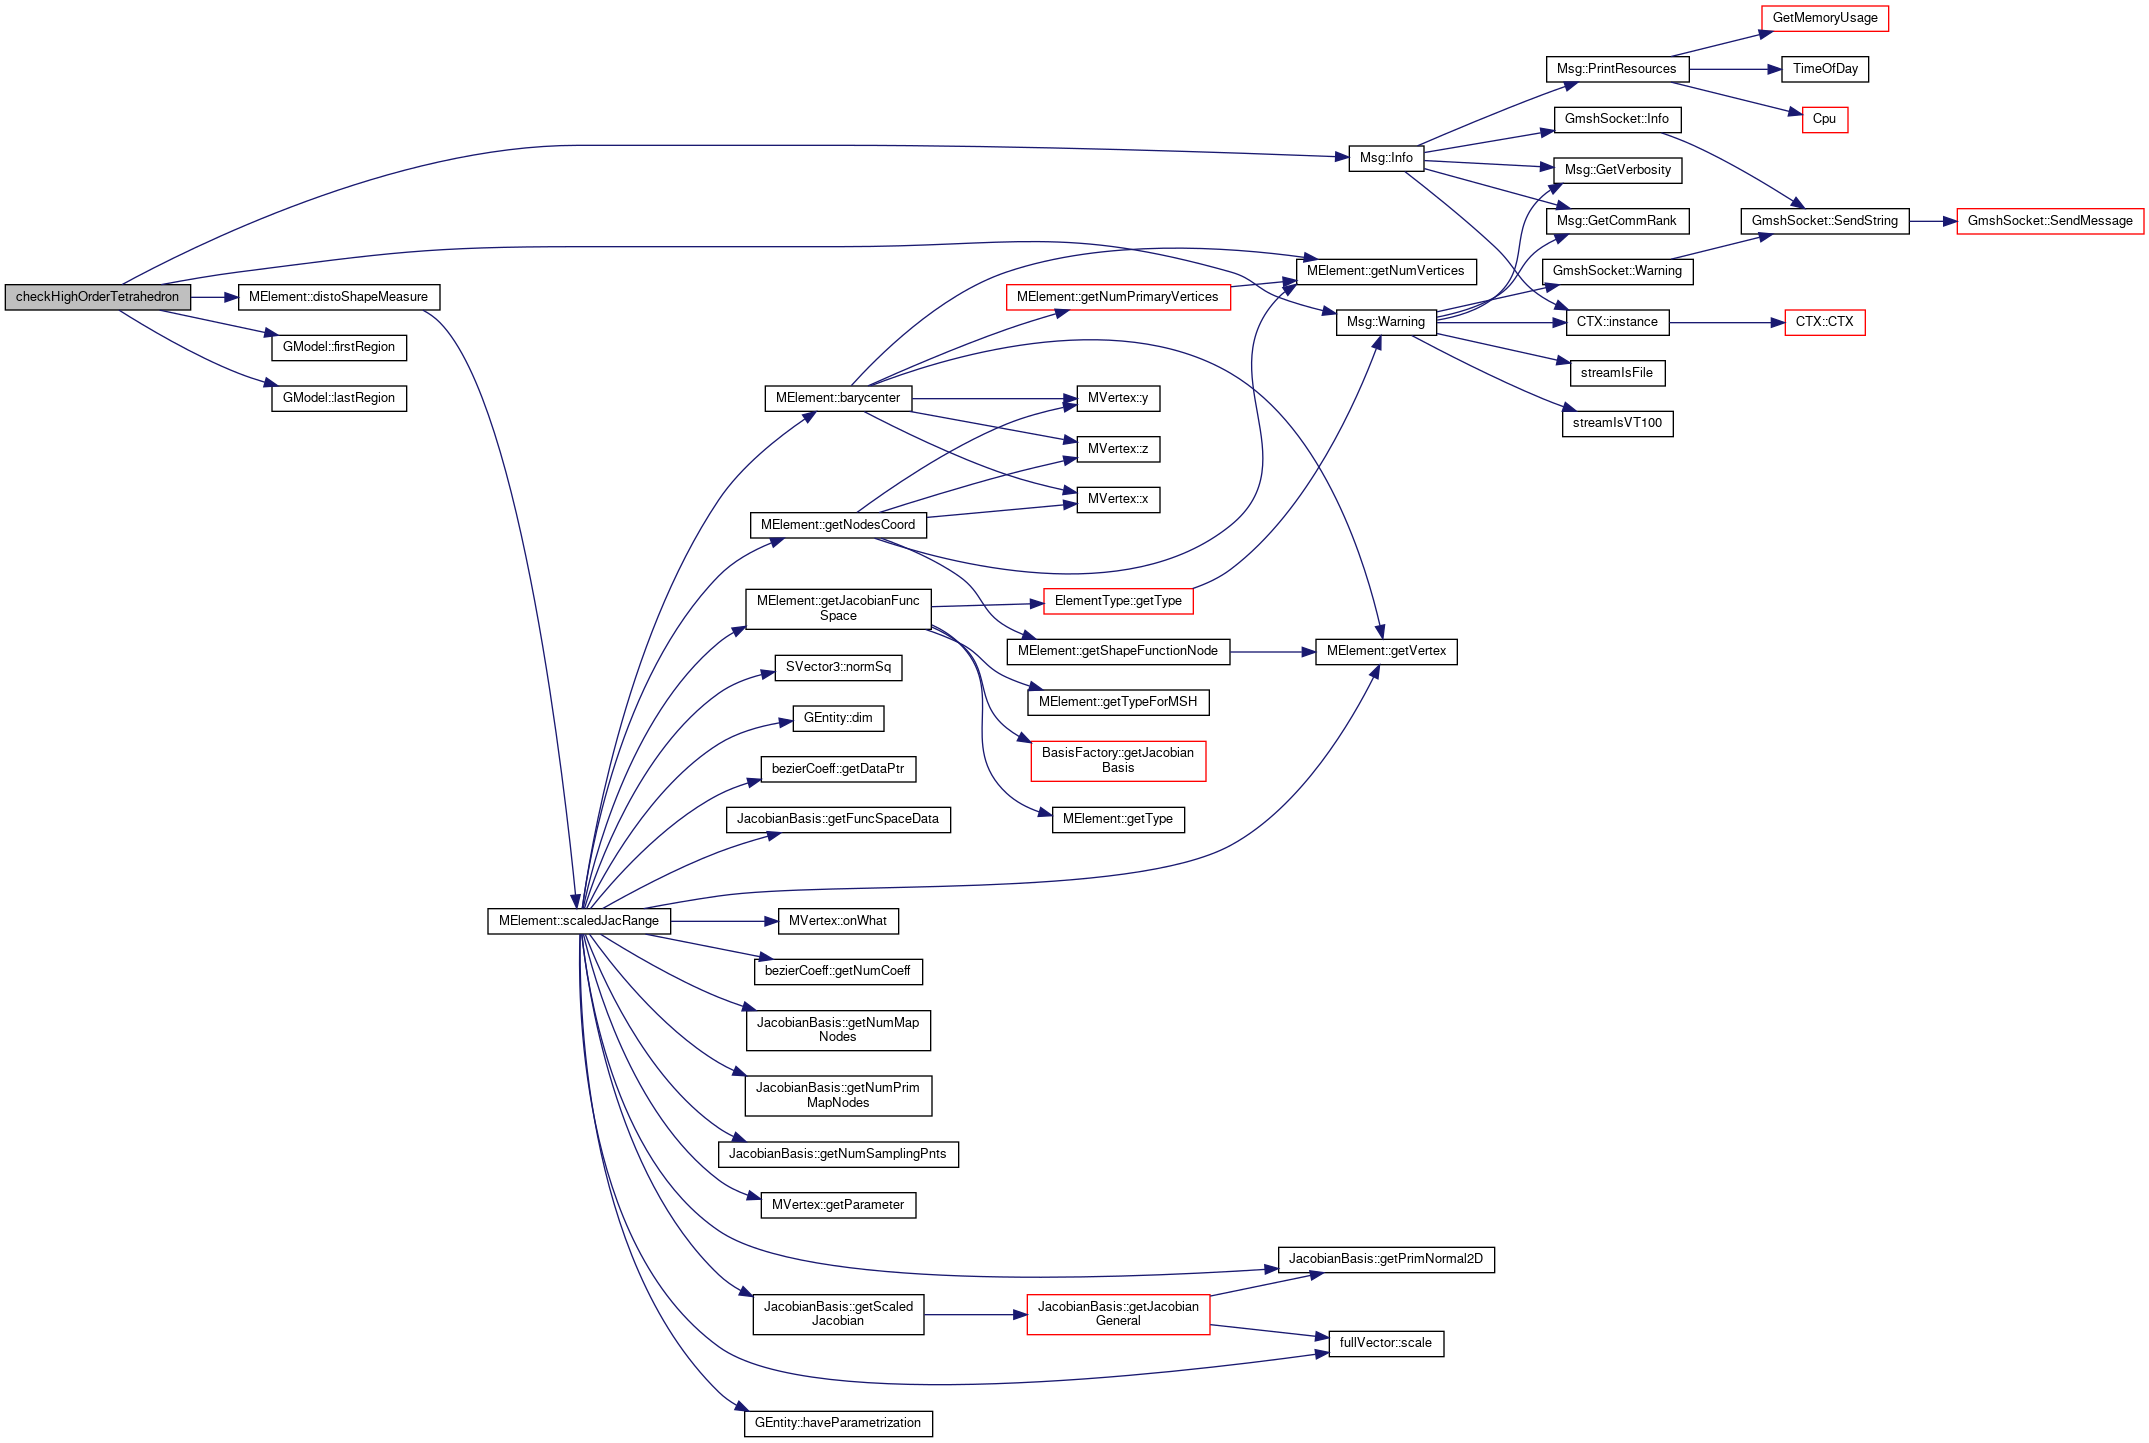 checkHighOrderTetrahedron
MElement::distoShapeMeasure
GModel::firstRegion
GModel::lastRegion
MElement::scaledJacRange
MElement::barycenter
MElement::getNodesCoord
MElement::getJacobianFunc
Space
SVector3::normSq
GEntity::dim
bezierCoeff::getDataPtr
JacobianBasis::getFuncSpaceData
MVertex::onWhat
bezierCoeff::getNumCoeff
JacobianBasis::getNumMap
Nodes
JacobianBasis::getNumPrim
MapNodes
JacobianBasis::getNumSamplingPnts
MVertex::getParameter
JacobianBasis::getScaled
Jacobian
GEntity::haveParametrization
MElement::getNumPrimaryVertices
MVertex::y
MVertex::z
MVertex::x
ElementType::getType
MElement::getShapeFunctionNode
MElement::getTypeForMSH
BasisFactory::getJacobian
Basis
MElement::getType
JacobianBasis::getJacobian
General
MElement::getNumVertices
Msg::Info
Msg::Warning
MElement::getVertex
JacobianBasis::getPrimNormal2D
fullVector::scale
Msg::PrintResources
GmshSocket::Info
Msg::GetVerbosity
Msg::GetCommRank
GmshSocket::Warning
CTX::instance
streamIsFile
streamIsVT100
GetMemoryUsage
TimeOfDay
Cpu
GmshSocket::SendString
CTX::CTX
GmshSocket::SendMessage